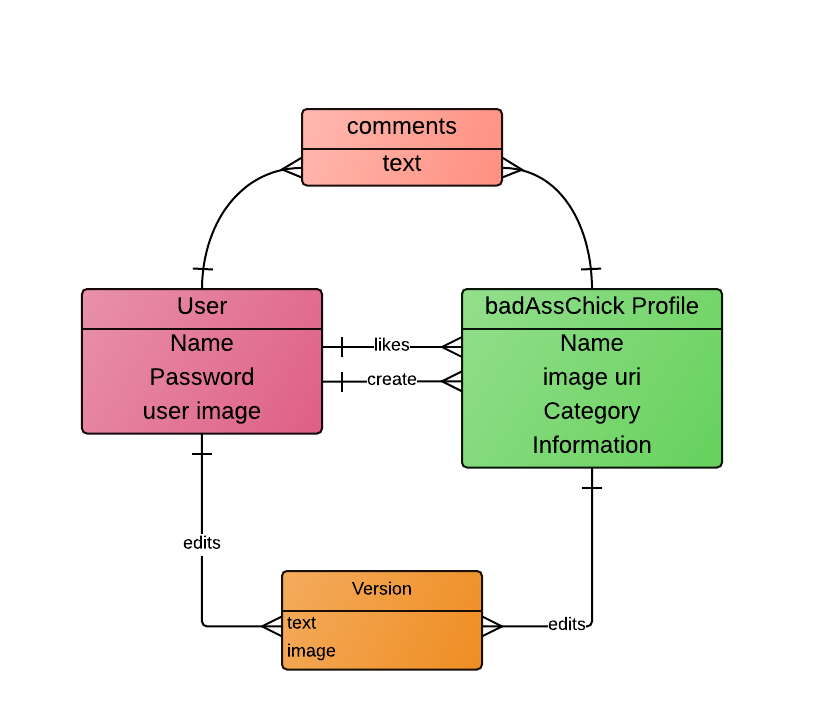 comments
text
User
Name
Password
user image
likes
create
badAssChick Profile
Name
image uri
Category
Information
edits
Version
text
image
edits